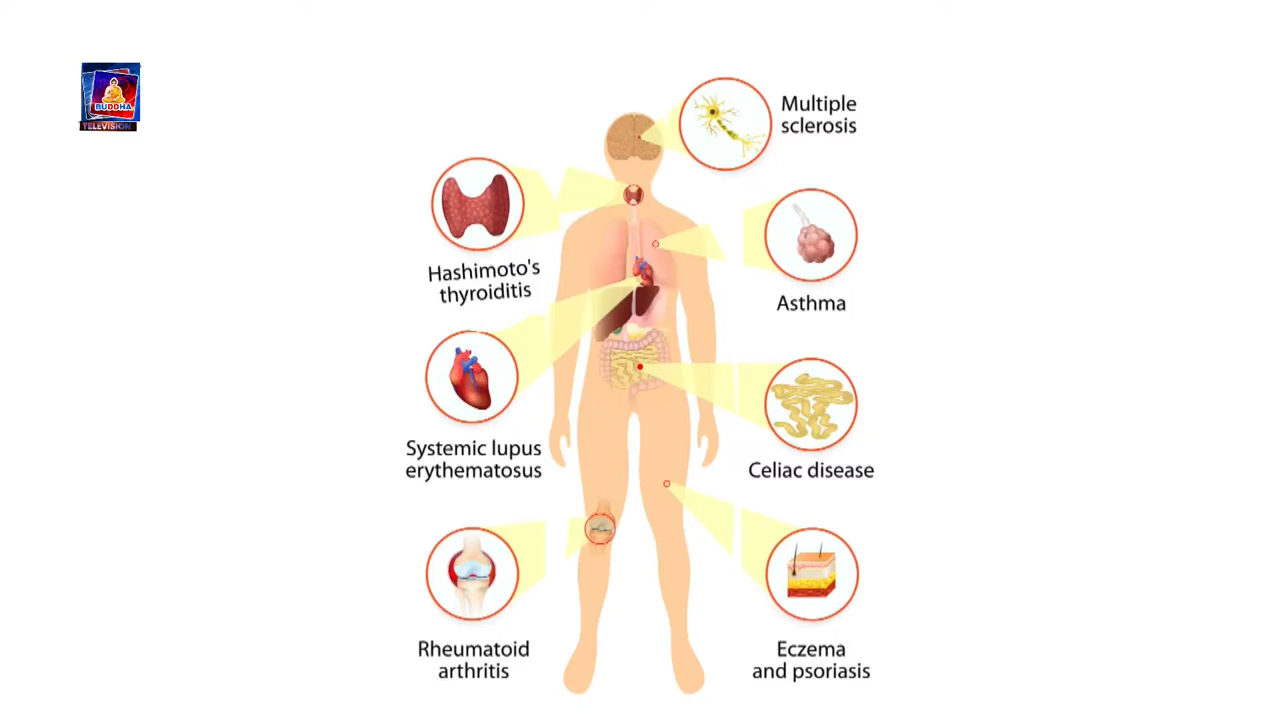 BUDDHA
TELEVISION
Multiple
sclerosis
Hashimoto's
thyroiditis
Asthma
Systemic lupus
erythematosus
Celiac disease
Rheumatoid
arthritis
Eczema
and psoriasis